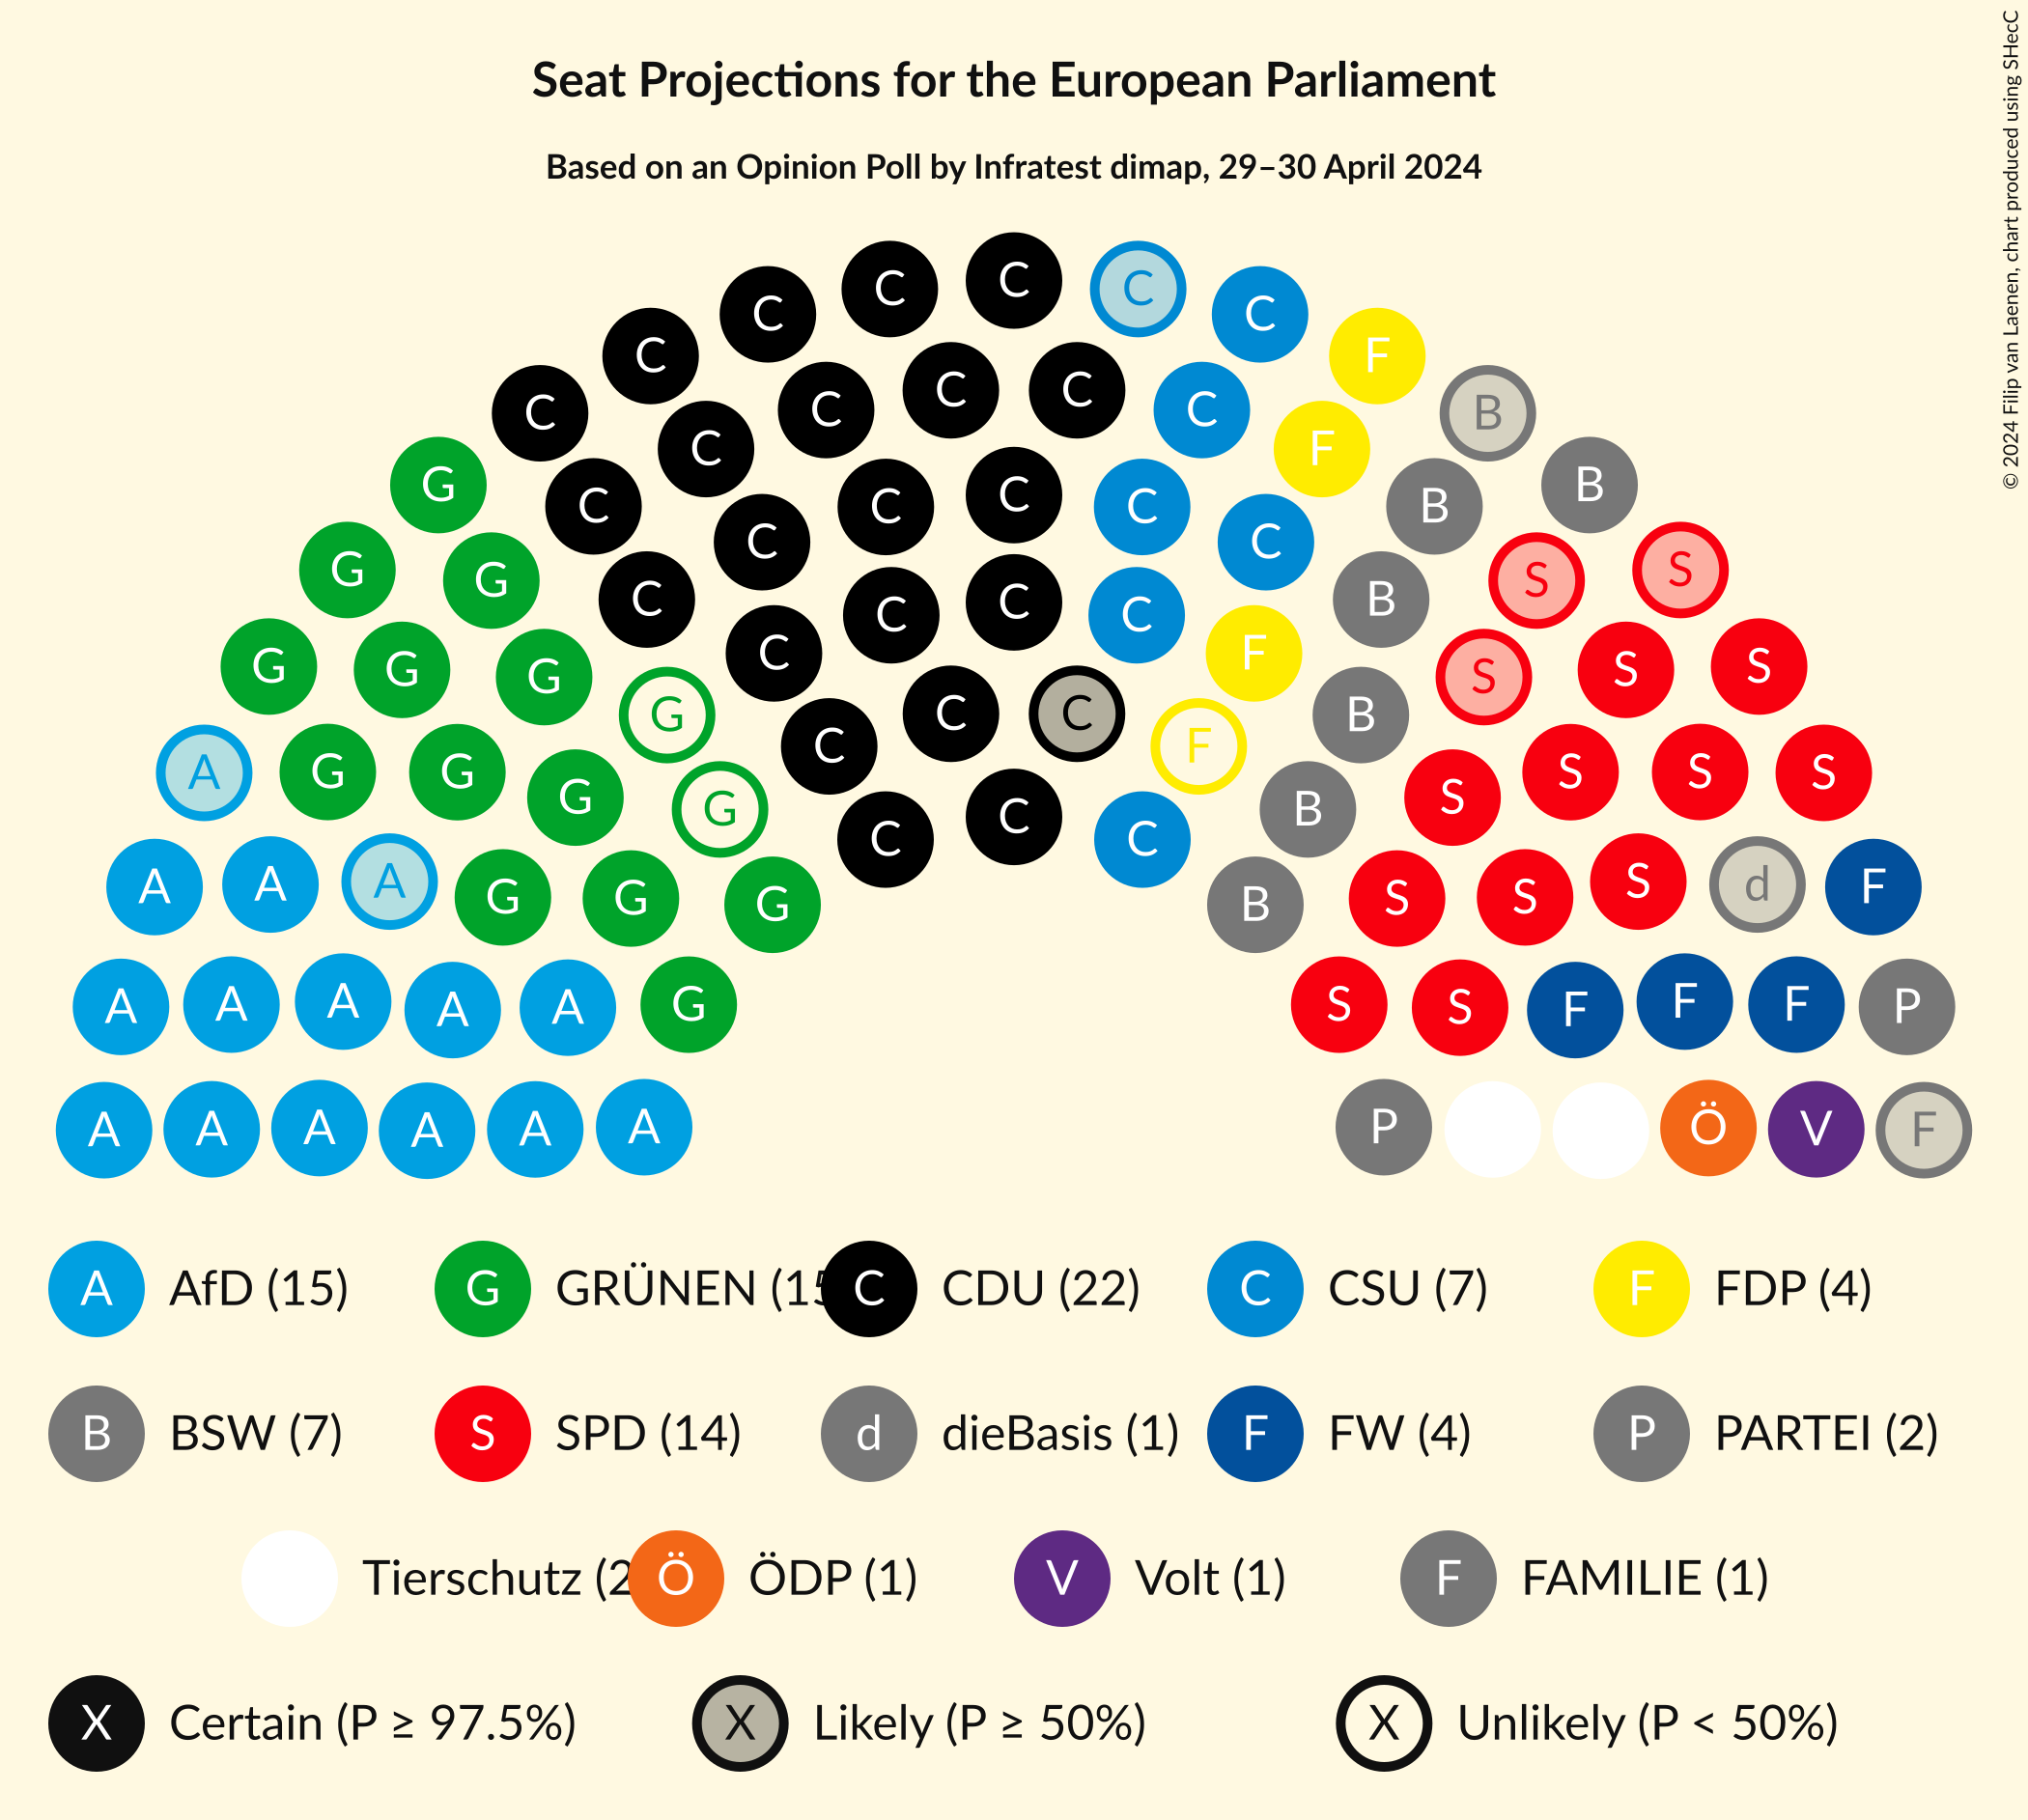 Seat Projections for the European Parliament
Based on an Opinion Poll by Infratest dimap, 29–30 April 2024
© 2024 Filip van Laenen, chart produced using SHecC
C C C C C
C F
C C C C C B
C F
G C C C C B B
C C
G G C C C C B S S
G G G C F S S S
G C C B
C F
A G G G G C B S S S S
C C
A A A G G G B S S S d F
A A A A A G S S F F F P
A A A A A A P Ö V F
A AfD (15) G GRÜNEN (15 C CDU (22) C CSU (7) F FDP (4)
B BSW (7) S SPD (14) d dieBasis (1) F FW (4) P PARTEI (2)
Tierschutz (2 Ö ÖDP (1) V Volt (1) F FAMILIE (1)
X Certain (P ≥ 97.5%) X Likely (P ≥ 50%) X Unlikely (P < 50%)